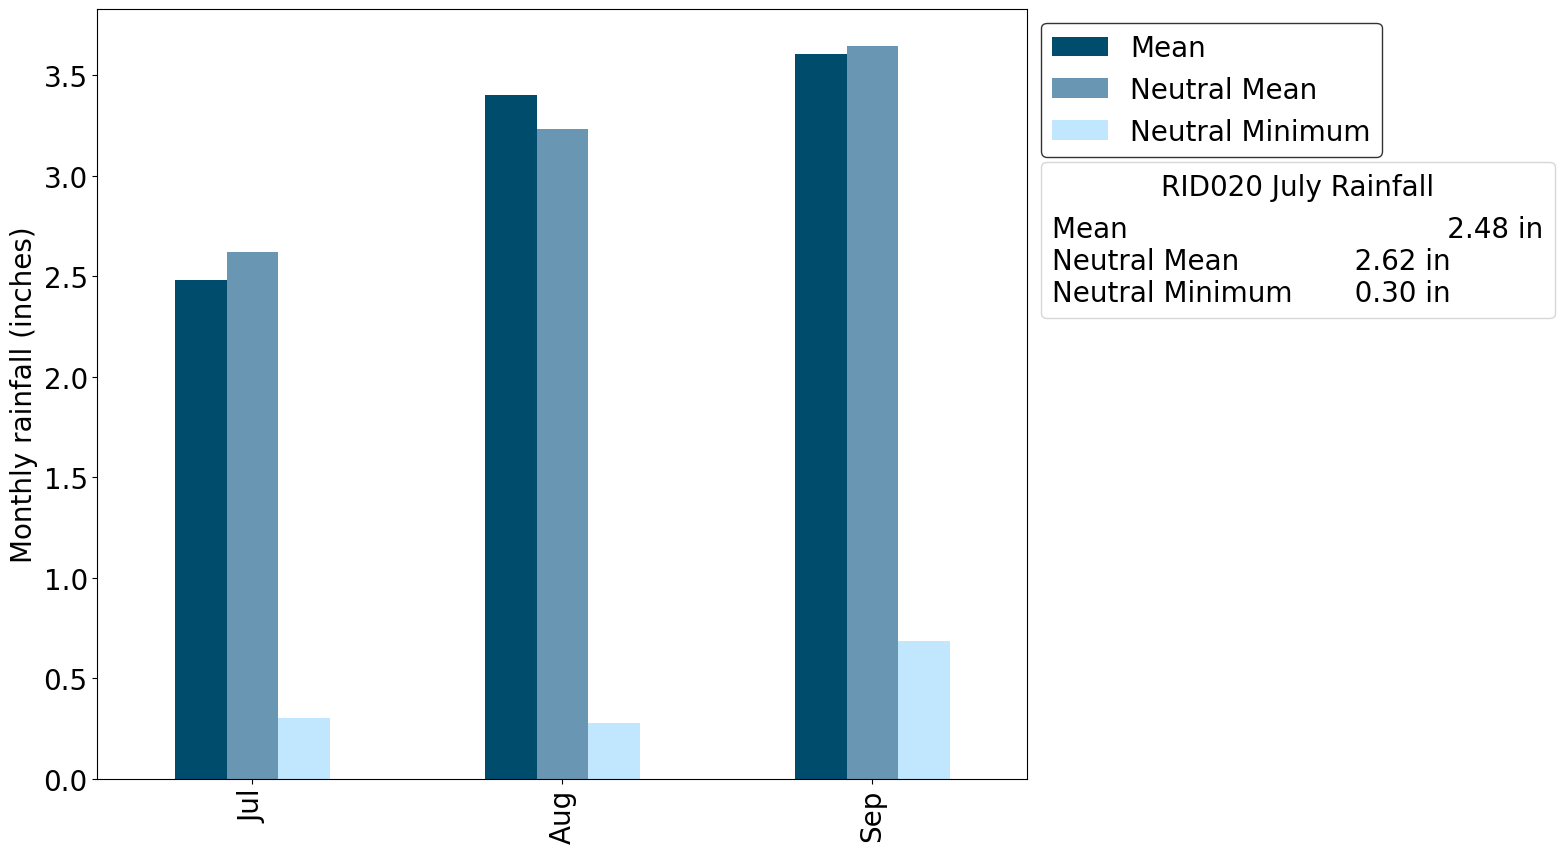 Monthly rainfall (inches)
3.5
3.0
2.5
2.0
1.5
1.0
0.5
0.0
Jul
Aug
Sep
Mean
Neutral Mean
Neutral Minimum
RID020 July Rainfall
Mean 2.48 in
Neutral Mean 2.62 in
Neutral Minimum 0.30 in